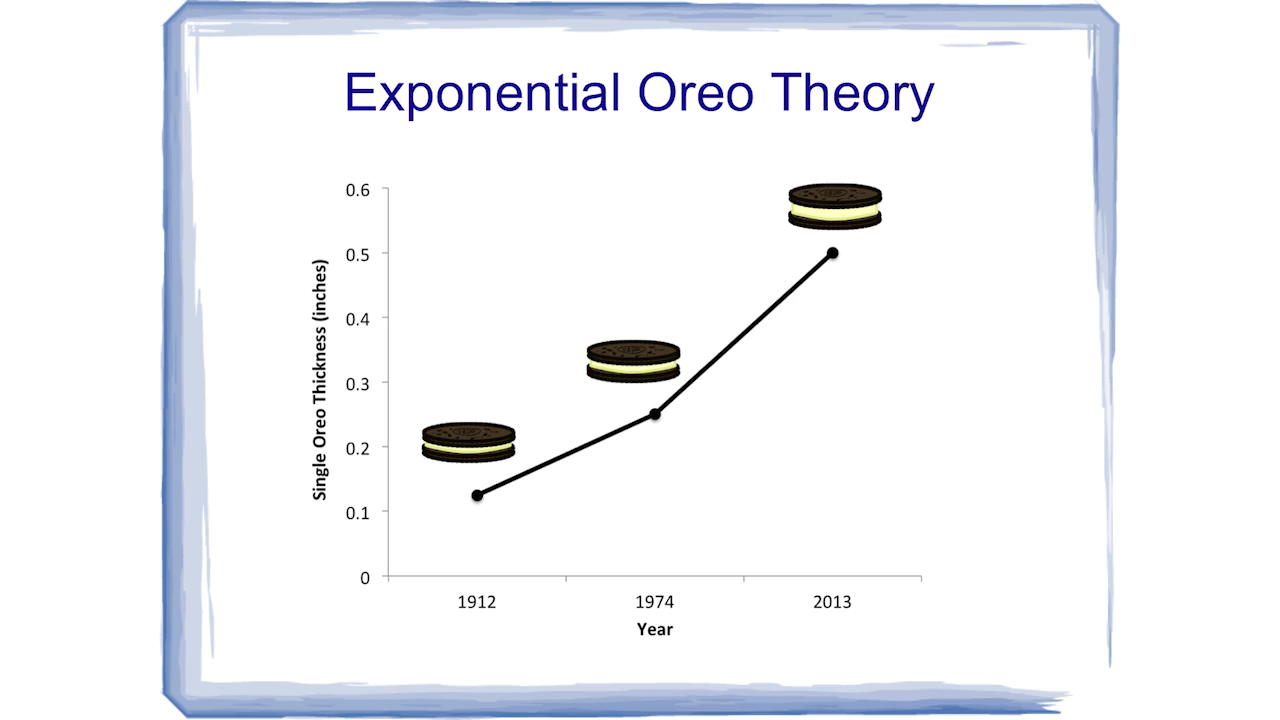 Exponential Oreo Theory
Single Oreo Thickness (inches)
0.6
0.5
0.4
0.3
0.2
0.1
0
1912 1974 2013
Year